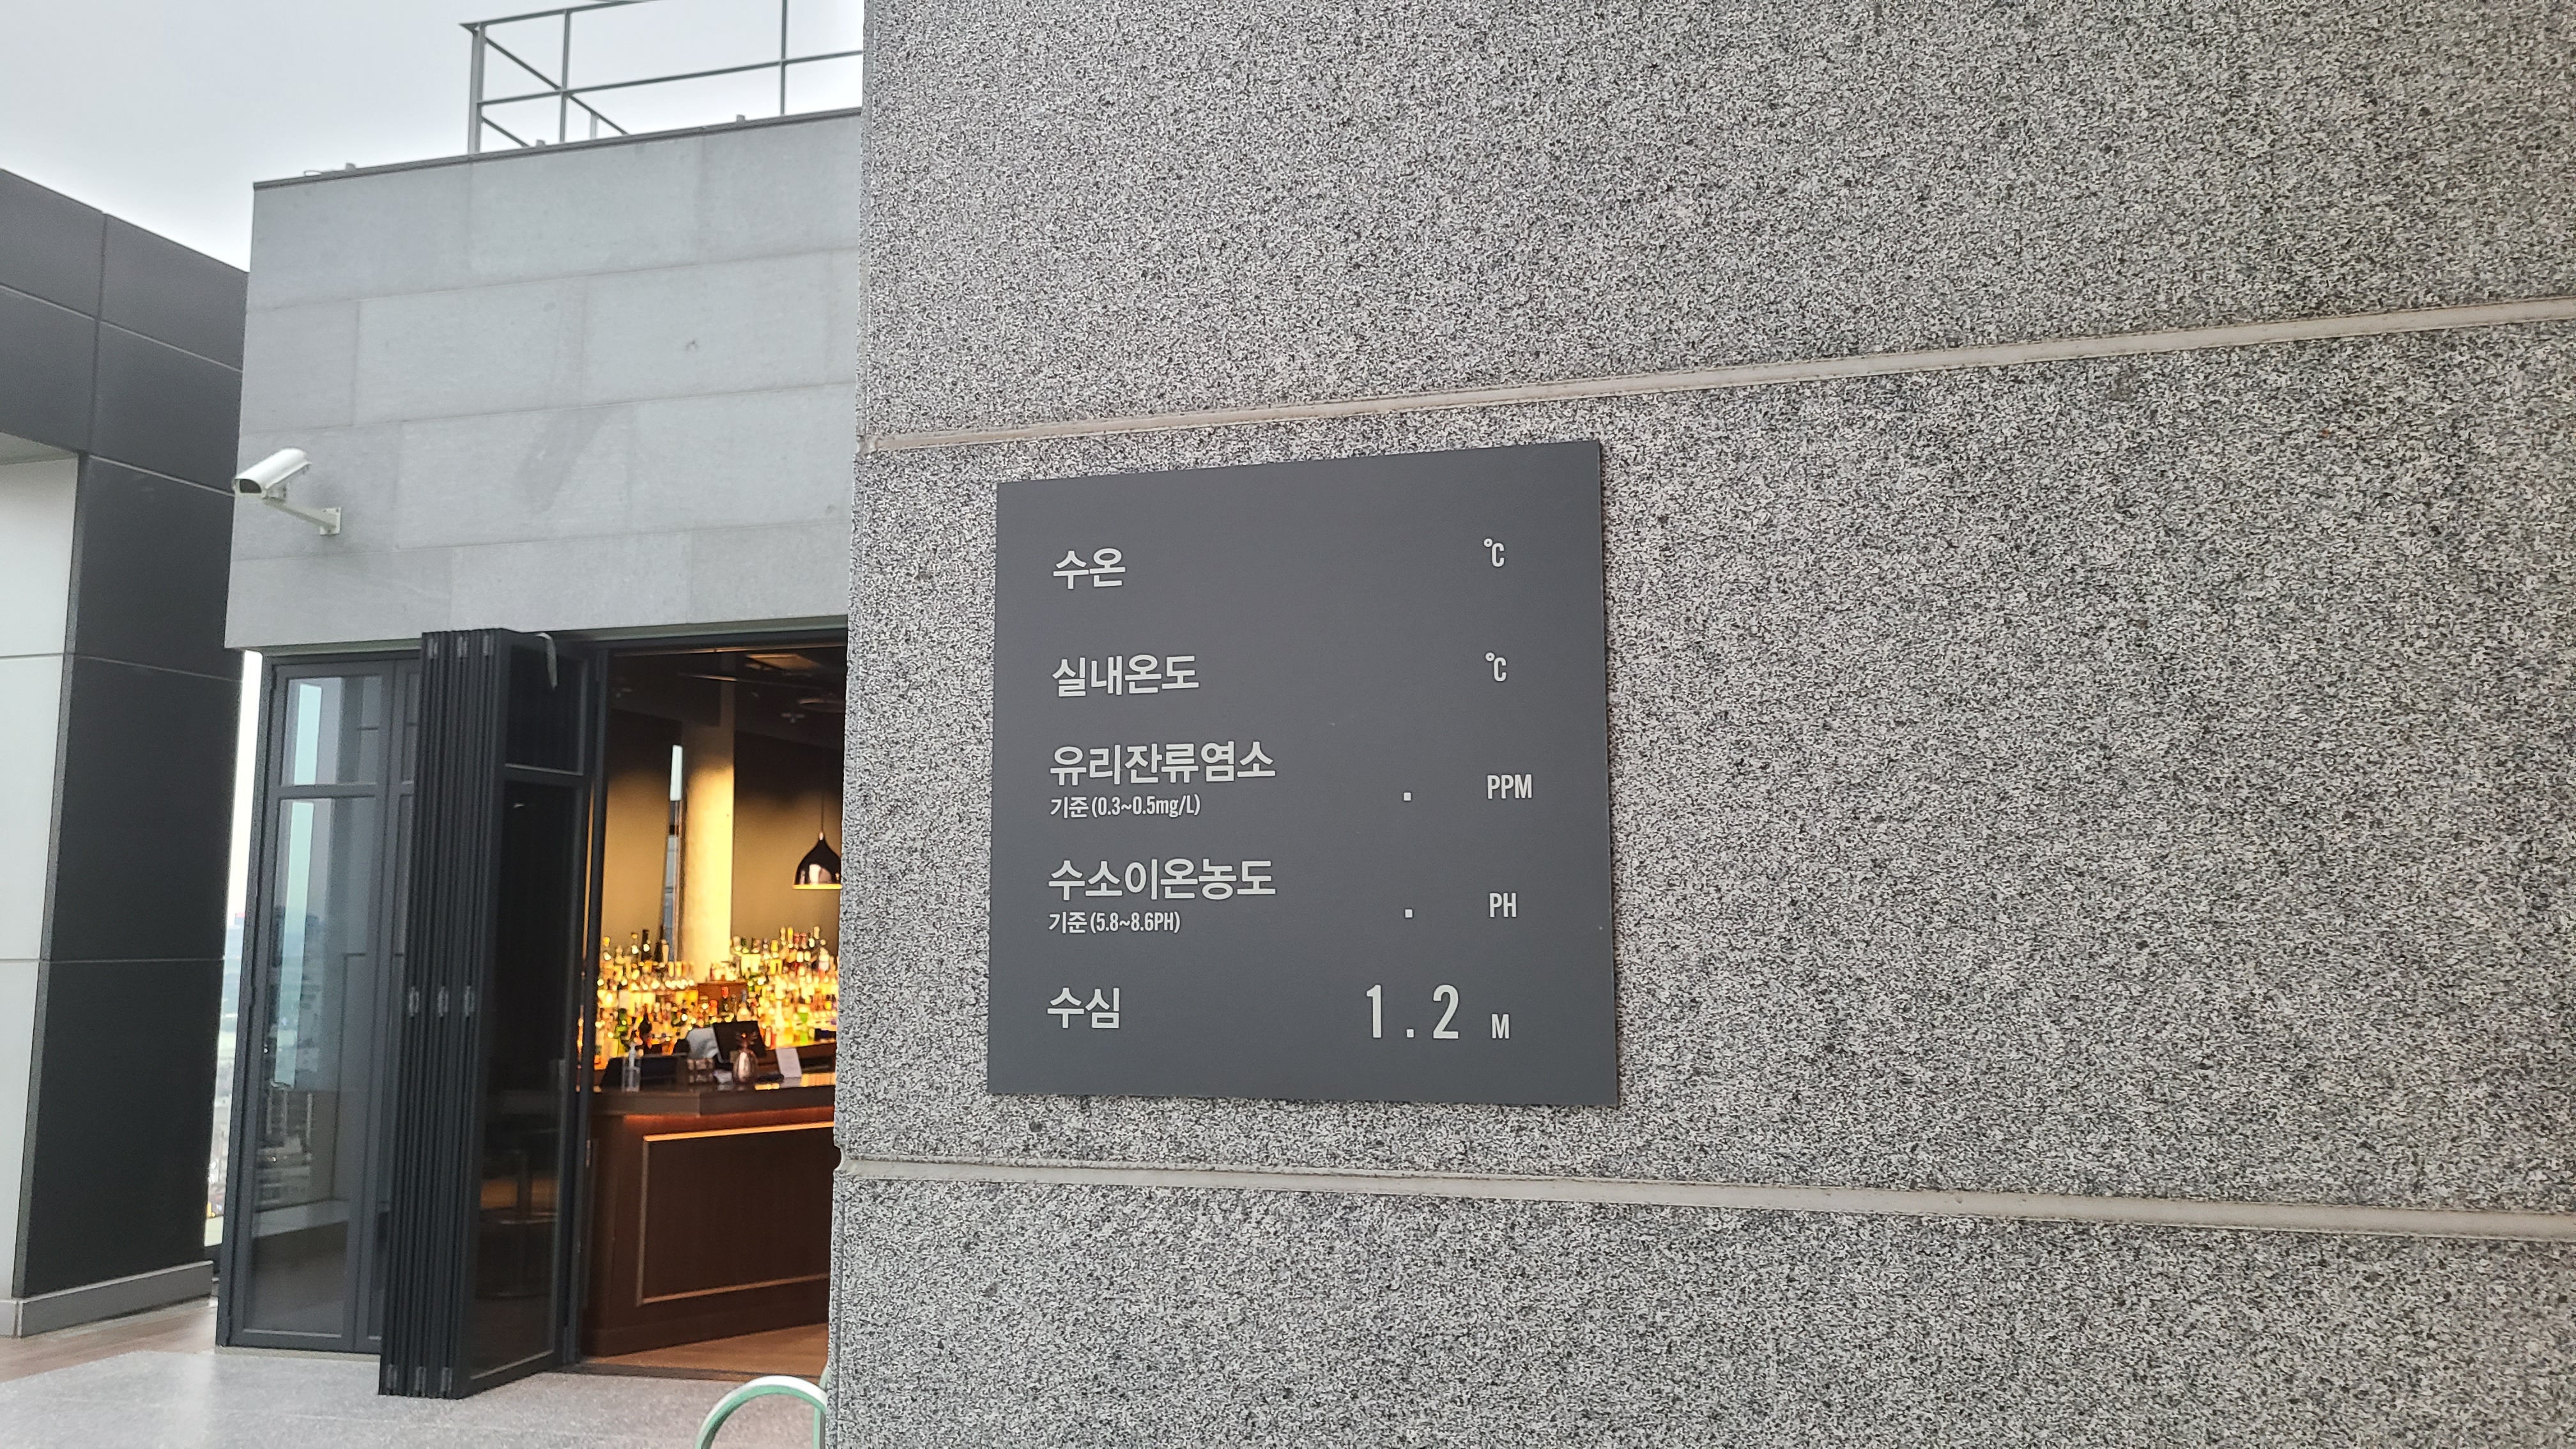 수온 ℃
실내온도 ℃
유리잔류염소 . PPM
기준 (0.3~0.5mg/L)
수소이온농도 . PH
기준 (5.8~8.6PH)
수심 1.2 M